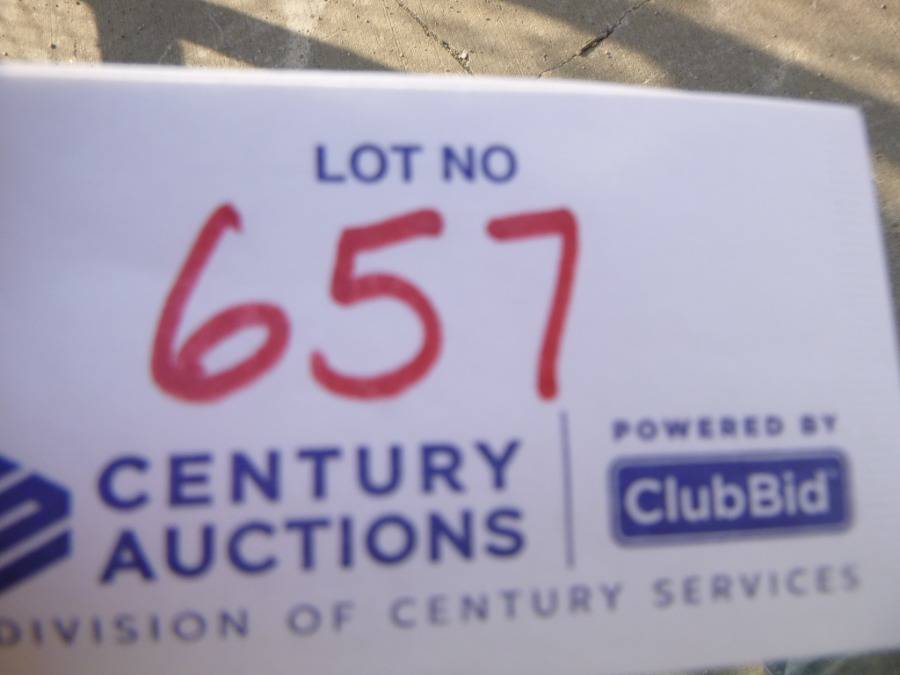 LOT NO
657
CENTURY
AUCTIONS
POWERED BY
ClubBid
DIVISION OF CENTURY SERVICES